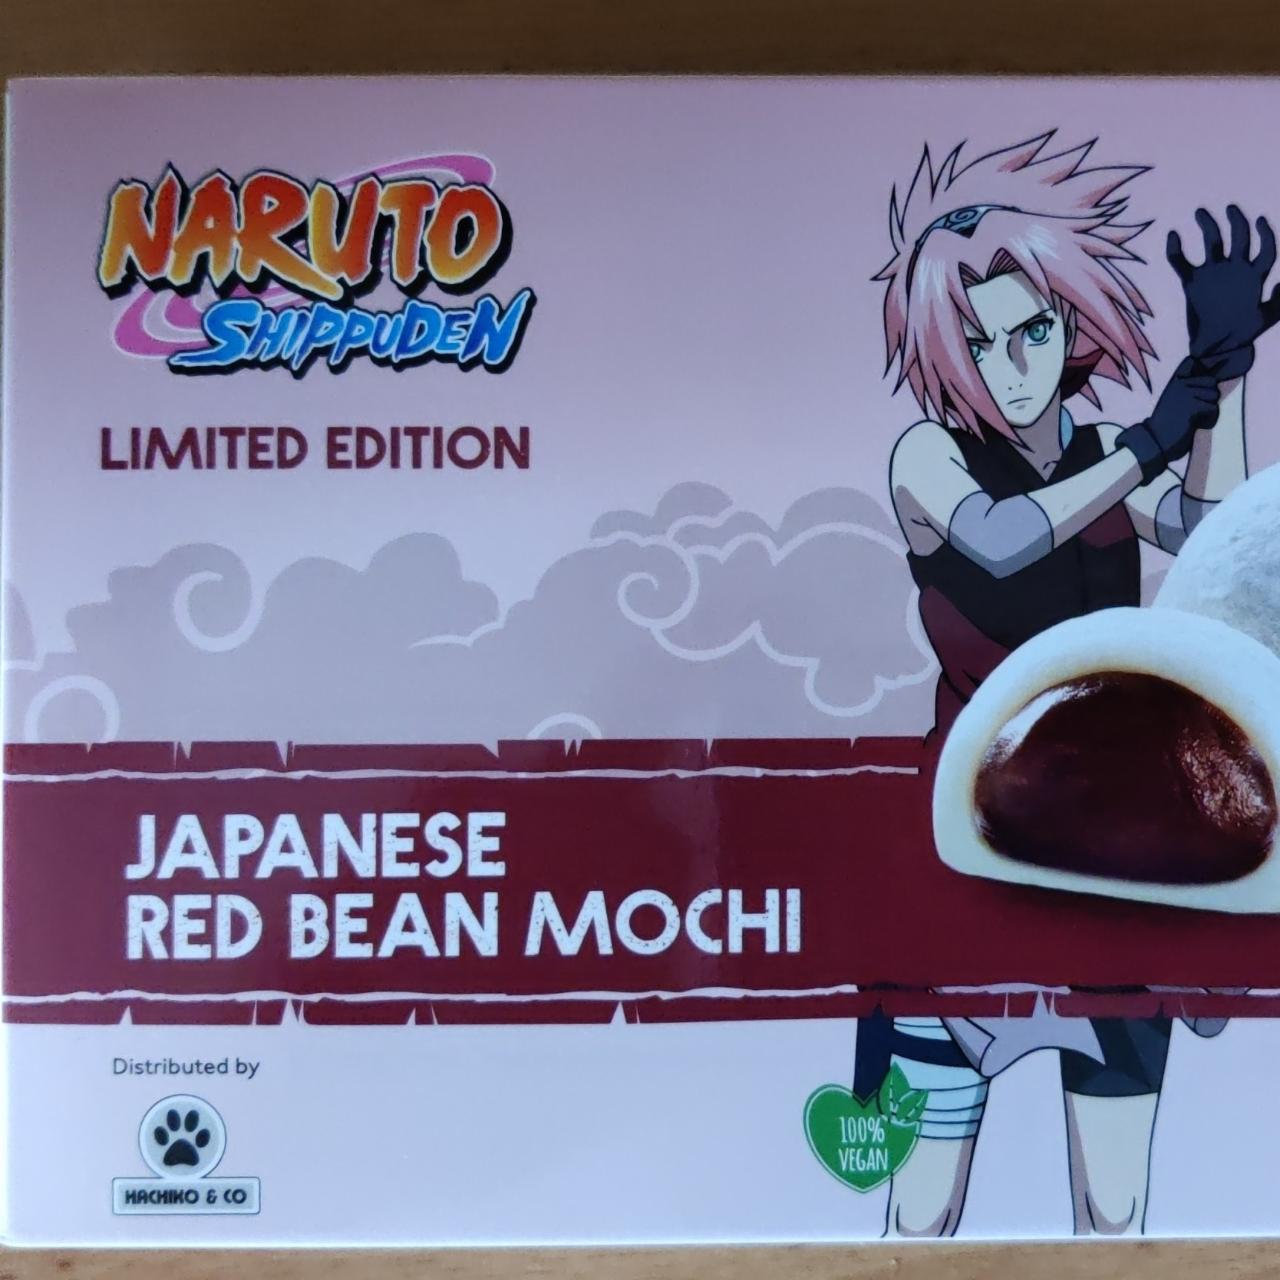 NARUTO
SHIPPUDEN
LIMITED EDITION
JAPANESE
RED BEAN MOCHI
Distributed by
HACHIKO & CO
100%
VEGAN